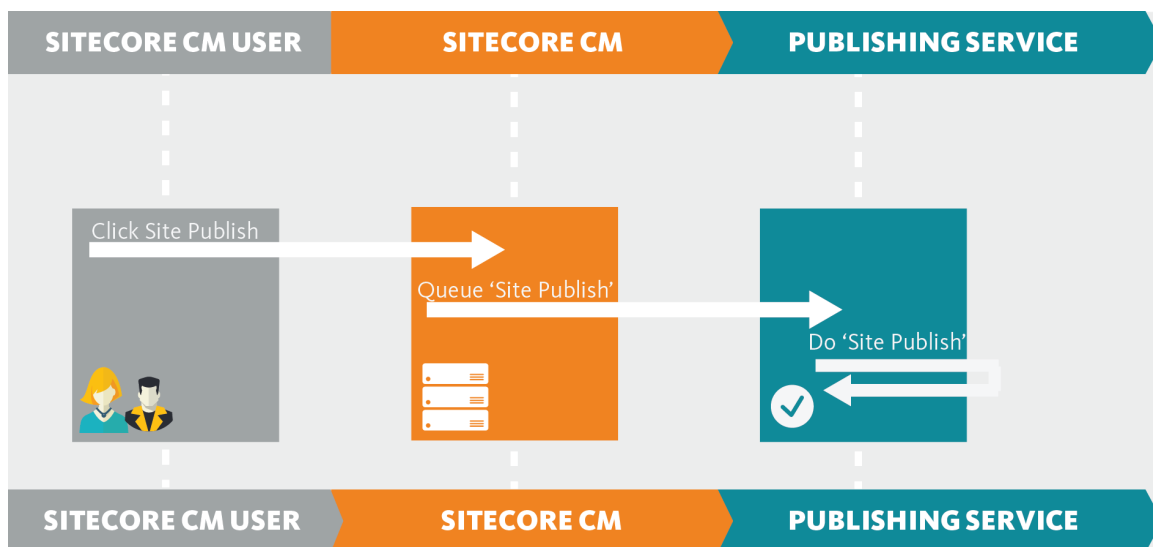 SITECORE CM USER
SITECORE CM
PUBLISHING SERVICE
Click Site Publish
Queue ‘Site Publish’
Do ‘Site Publish’
SITECORE CM USER
SITECORE CM
PUBLISHING SERVICE